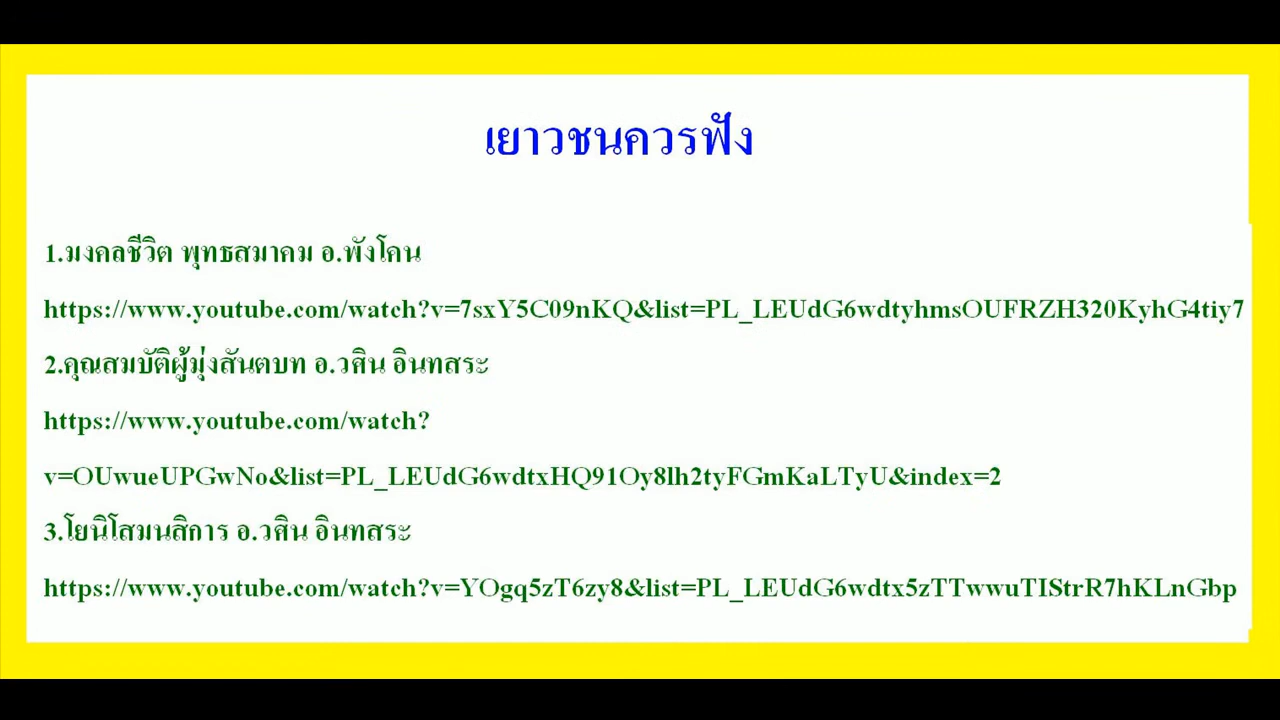 เยาวชนควรฟัง
1.มงคลชีวิต พุทธสมาคม อ.พังโคน
https://www.youtube.com/watch?v=7sxY5C09nKQ&list=PL_LEUdG6wdtyhmsOUFRZH320KyhG4tiy7
2.คุณสมบัติผู้มุ่งสันตบท อ.วศิน อินทสระ
https://www.youtube.com/watch?
v=OUwueUPGwNo&list=PL_LEUdG6wdtxHQ91Oy8lh2tyFGmKaLTyU&index=2
3.โยนิโสมนสิการ อ.วศิน อินทสระ
https://www.youtube.com/watch?v=YOgq5zT6zy8&list=PL_LEUdG6wdtx5zTTwwuTIStrR7hKLnGbp